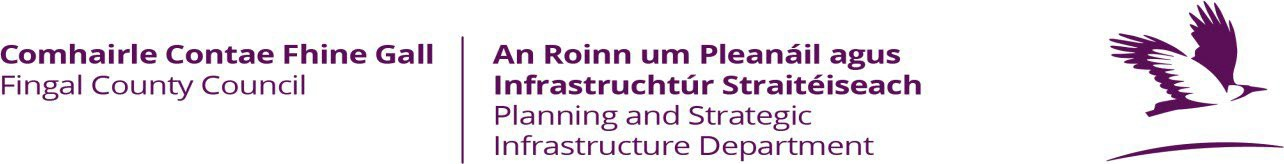 Comhairle Contae Fhine Gall
Fingal County Council
An Roinn um Pleanáil agus
Infrastruchtúr Straitéiseach
Planning and Strategic
Infrastructure Department